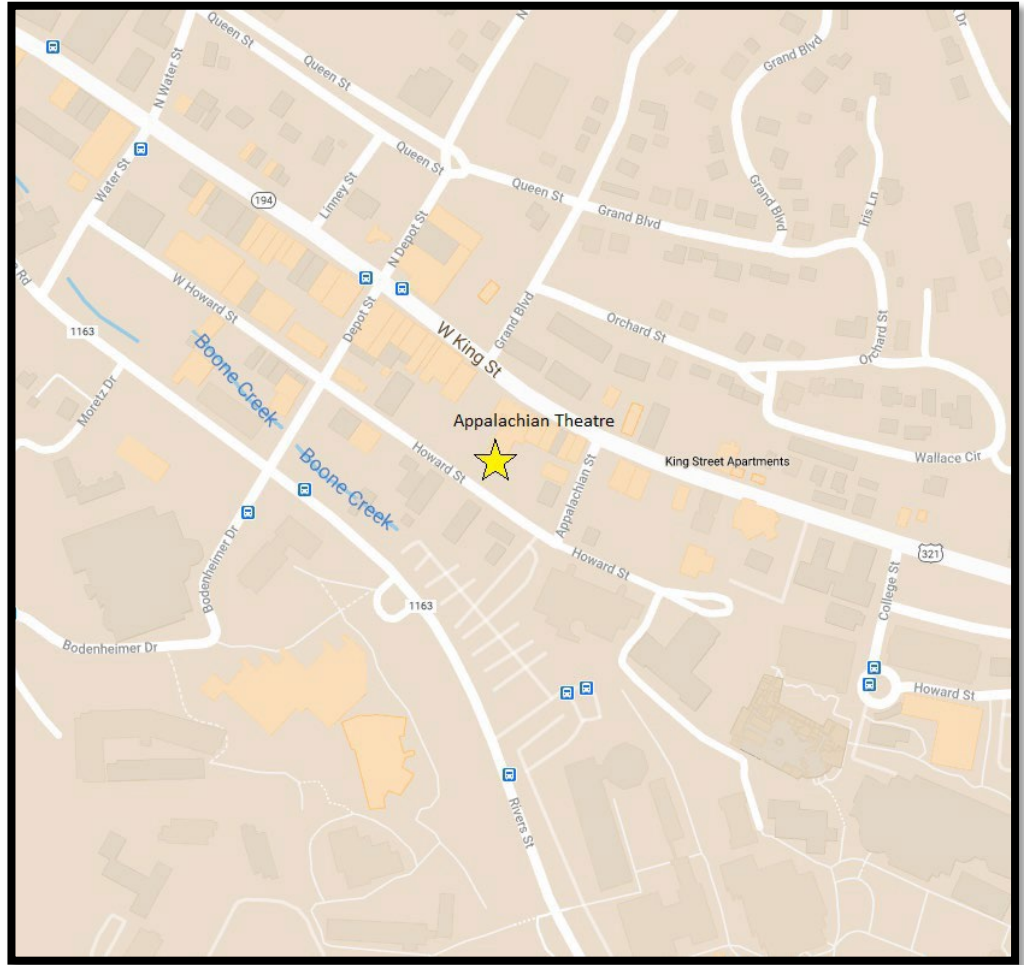 Queen St
Grand Blvd
Dr
N Water St
Queen St
Water St
Queen St
Linney St
194
Queen St
Grand Blvd
Grand Blvd
Iris Ln
N Depot St
Rd
W Howard St
Depot St
W King St
Grand Blvd
Orchard St
Orchard St
1163
Boone Creek
Moretz Dr
Appalachian Theatre
Howard St
Boone Creek
Appalachian St
King Street Apartments
Wallace Cir
321
Howard St
College St
Bodenheimer Dr
1163
Bodenheimer Dr
Howard St
Rivers St